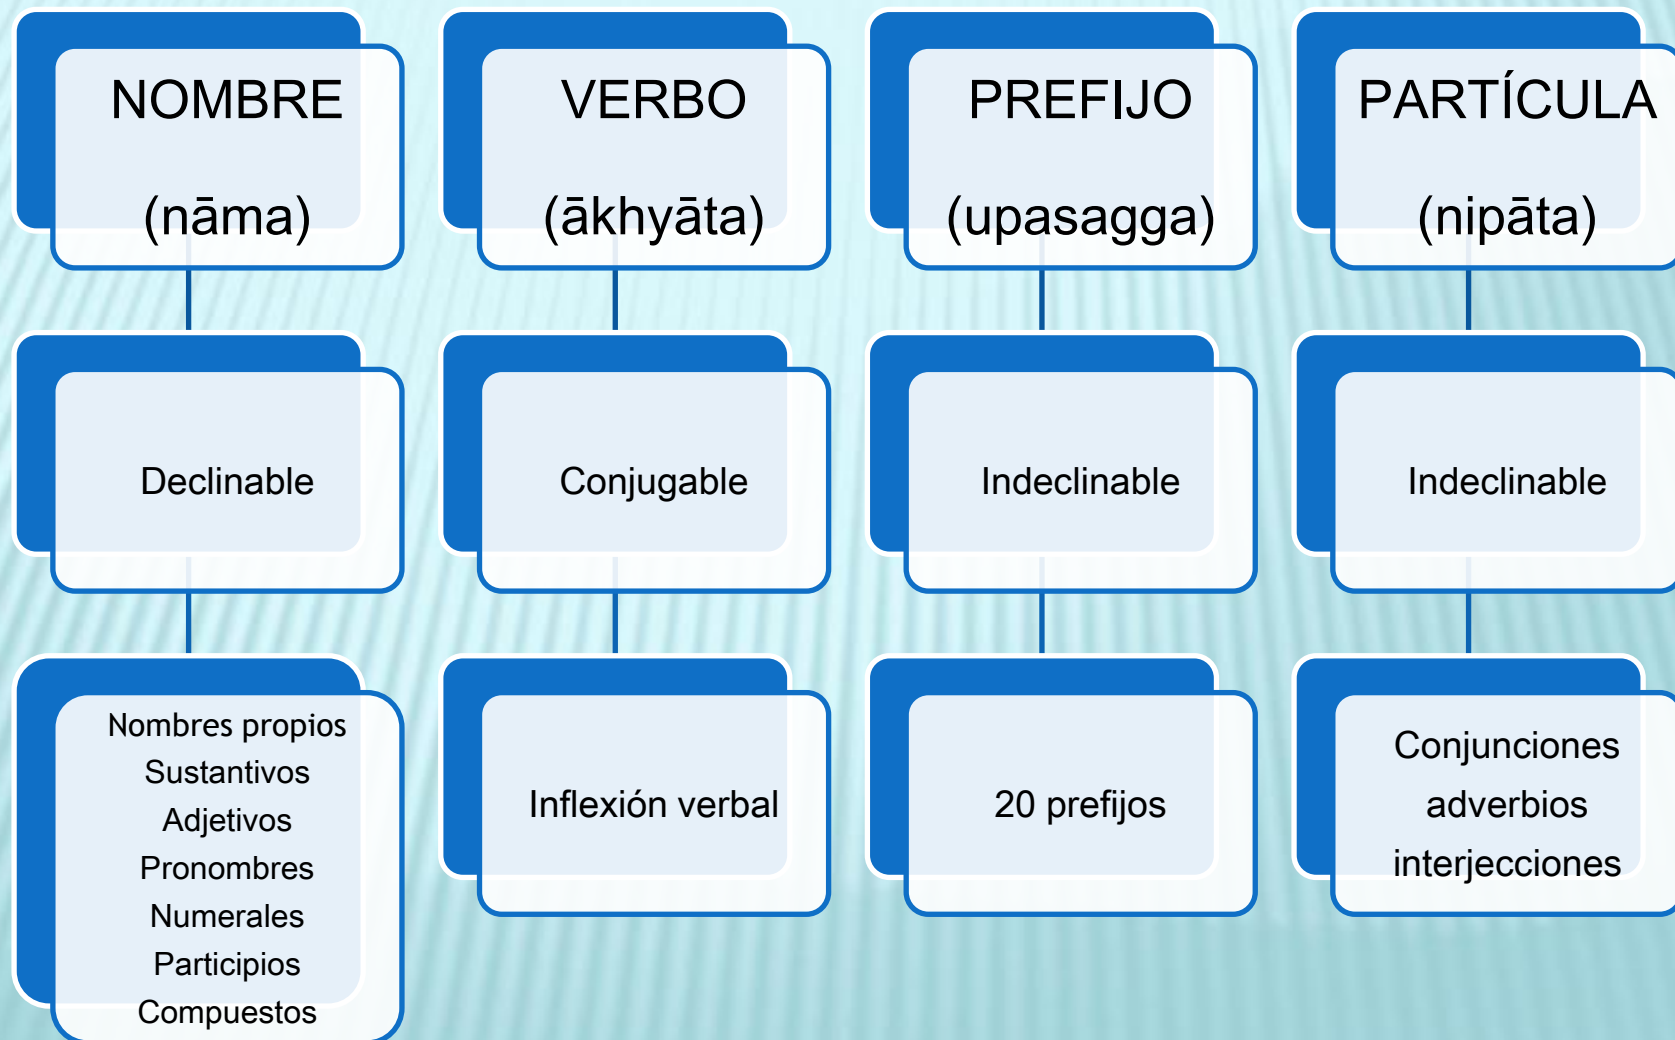 NOMBRE
(nāma)
VERBO
(ākhyāta)
PREFIJO
(upasagga)
PARTÍCULA
(nipāta)
Declinable
Conjugable
Indeclinable
Indeclinable
Nombres propios
Sustantivos
Adjetivos
Pronombres
Numerales
Participios
Compuestos
Inflexión verbal
20 prefijos
Conjunciones
adverbios
interjecciones